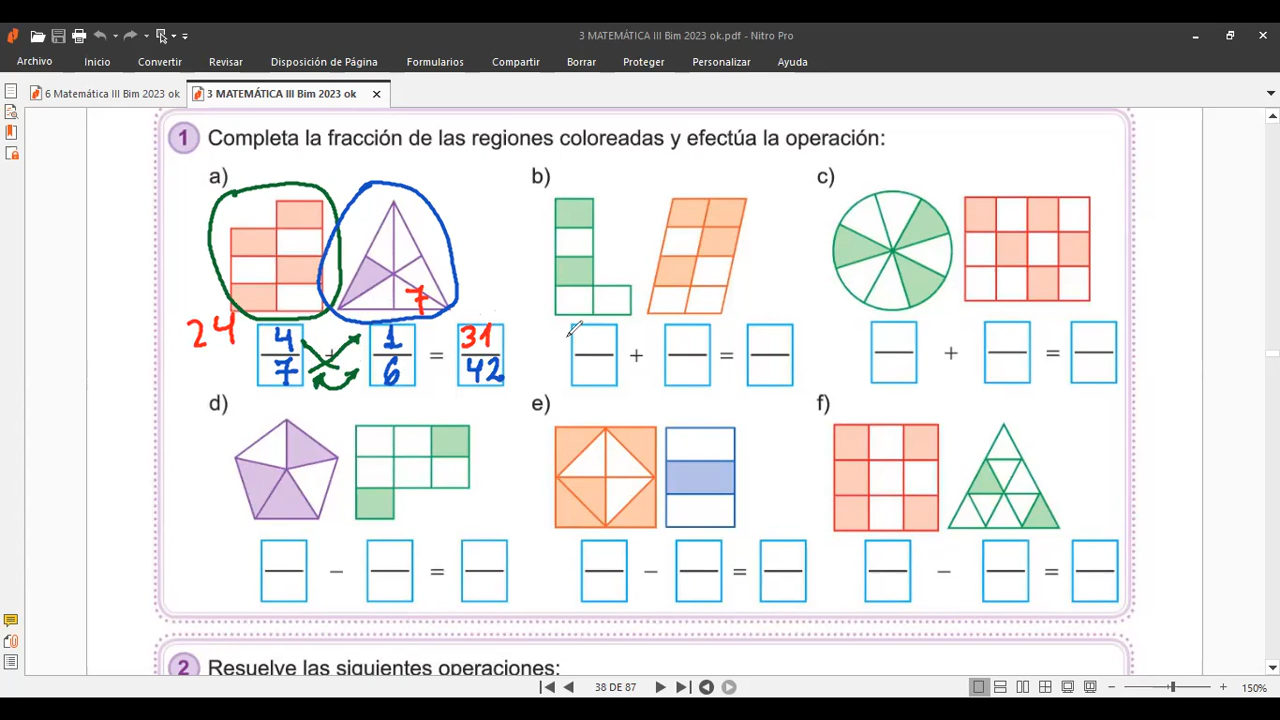 3 MATEMÁTICA III Bim 2023 ok.pdf - Nitro Pro
Archivo Inicio Convertir Revisar Disposición de Página Formularios Compartir Borrar Proteger Personalizar Ayuda
6 Matemática III Bim 2023 ok 3 MATEMÁTICA III Bim 2023 ok
1 Completa la fracción de las regiones coloreadas y efectúa la operación:
a) b) c)
7
24
4/7 + 1/6 = 31/42 + = + =
d) e) f)
− = − = − =
2 Resuelve las siguientes operaciones:
38 DE 87 150%